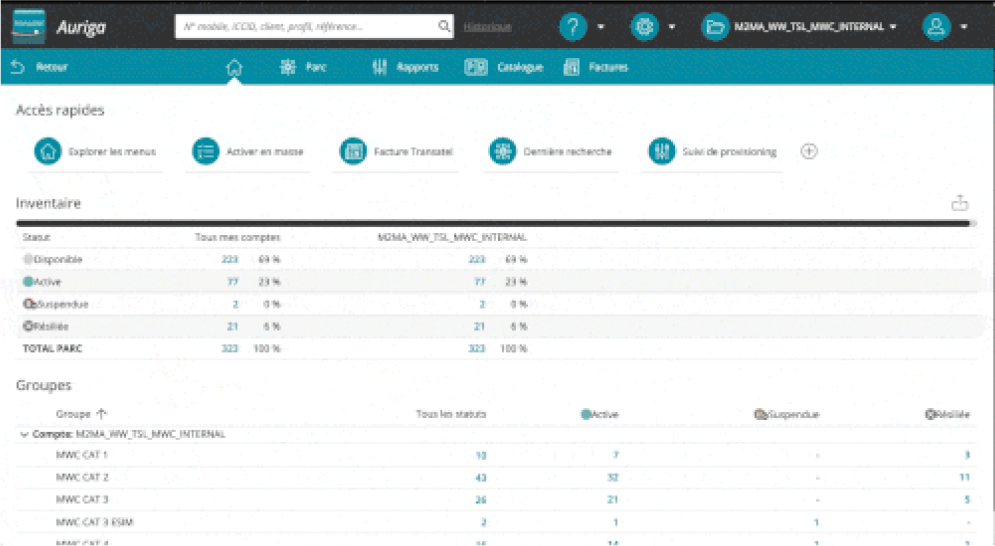 Auriga
N° mobile, ICCID, client, profil, référence...
Historique
?
M2MA_WW_TSL_MWC_INTERNAL
Retour
Parc
Rapports
Catalogue
Factures
Accès rapides
Explorer les menus
Activer en masse
Facture Transatel
Dernière recherche
Suivi de provisioning
Inventaire
Statut Tous mes comptes M2MA_WW_TSL_MWC_INTERNAL
Disponible 223 69 % 223 69 %
Active 77 23 % 77 23 %
Suspendue 2 0 % 2 0 %
Résiliée 21 6 % 21 6 %
TOTAL PARC 323 100 % 323 100 %
Groupes
Groupe Tous les statuts Active Suspendue Résiliée
Compte: M2MA_WW_TSL_MWC_INTERNAL
MWC CAT 1 10 7 - 3
MWC CAT 2 43 32 - 11
MWC CAT 3 26 21 - 5
MWC CAT 3 ESIM 2 1 1 -
MWC CAT 4 14 1 1